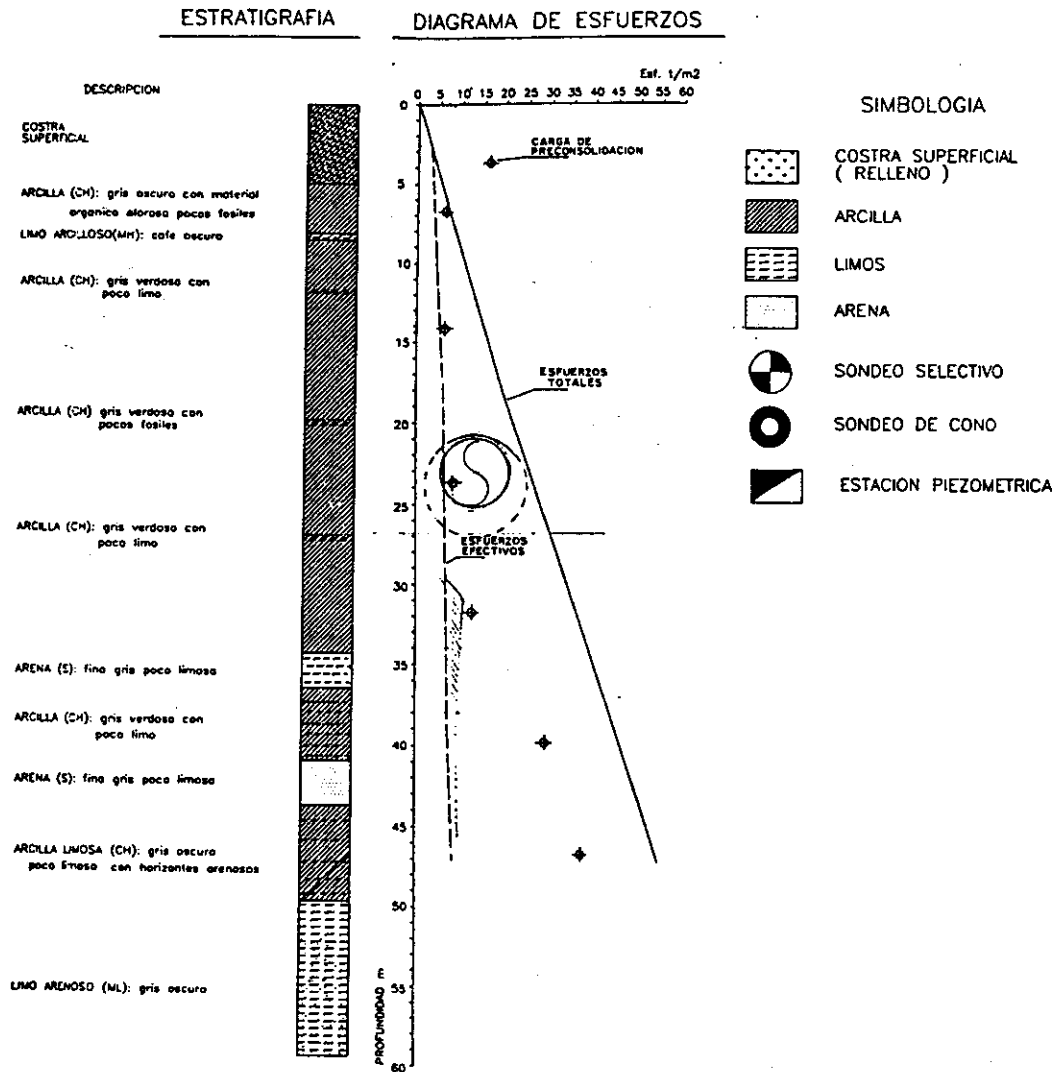 ESTRATIGRAFIA
DIAGRAMA DE ESFUERZOS
DESCRIPCION
COSTRA
SUPERFICIAL
ARCILLA (CH): gris oscuro con material
organico olorosa pocos fosiles
LIMO ARCILLOSO(MH): cafe oscuro
ARCILLA (CH): gris verdoso con
poco limo
ARCILLA (CH) gris verdoso con
pocos fosiles
ARCILLA (CH): gris verdoso con
poco limo
ARENA (S): fina gris poco limosa
ARCILLA (CH): gris verdoso con
poco limo
ARENA (S): fina gris poco limosa
ARCILLA LIMOSA (CH): gris oscuro
poco limosa con horizontes arenosos
LIMO ARENOSO (ML): gris oscuro
Esf. t/m2
0 5 10 15 20 25 30 35 40 45 50 55 60
0
5
10
15
20
25
30
35
40
45
50
55
60
PROFUNDIDAD m
CARGA DE
PRECONSOLIDACION
ESFUERZOS
TOTALES
ESFUERZOS
EFECTIVOS
SIMBOLOGIA
COSTRA SUPERFICIAL
( RELLENO )
ARCILLA
LIMOS
ARENA
SONDEO SELECTIVO
SONDEO DE CONO
ESTACION PIEZOMETRICA